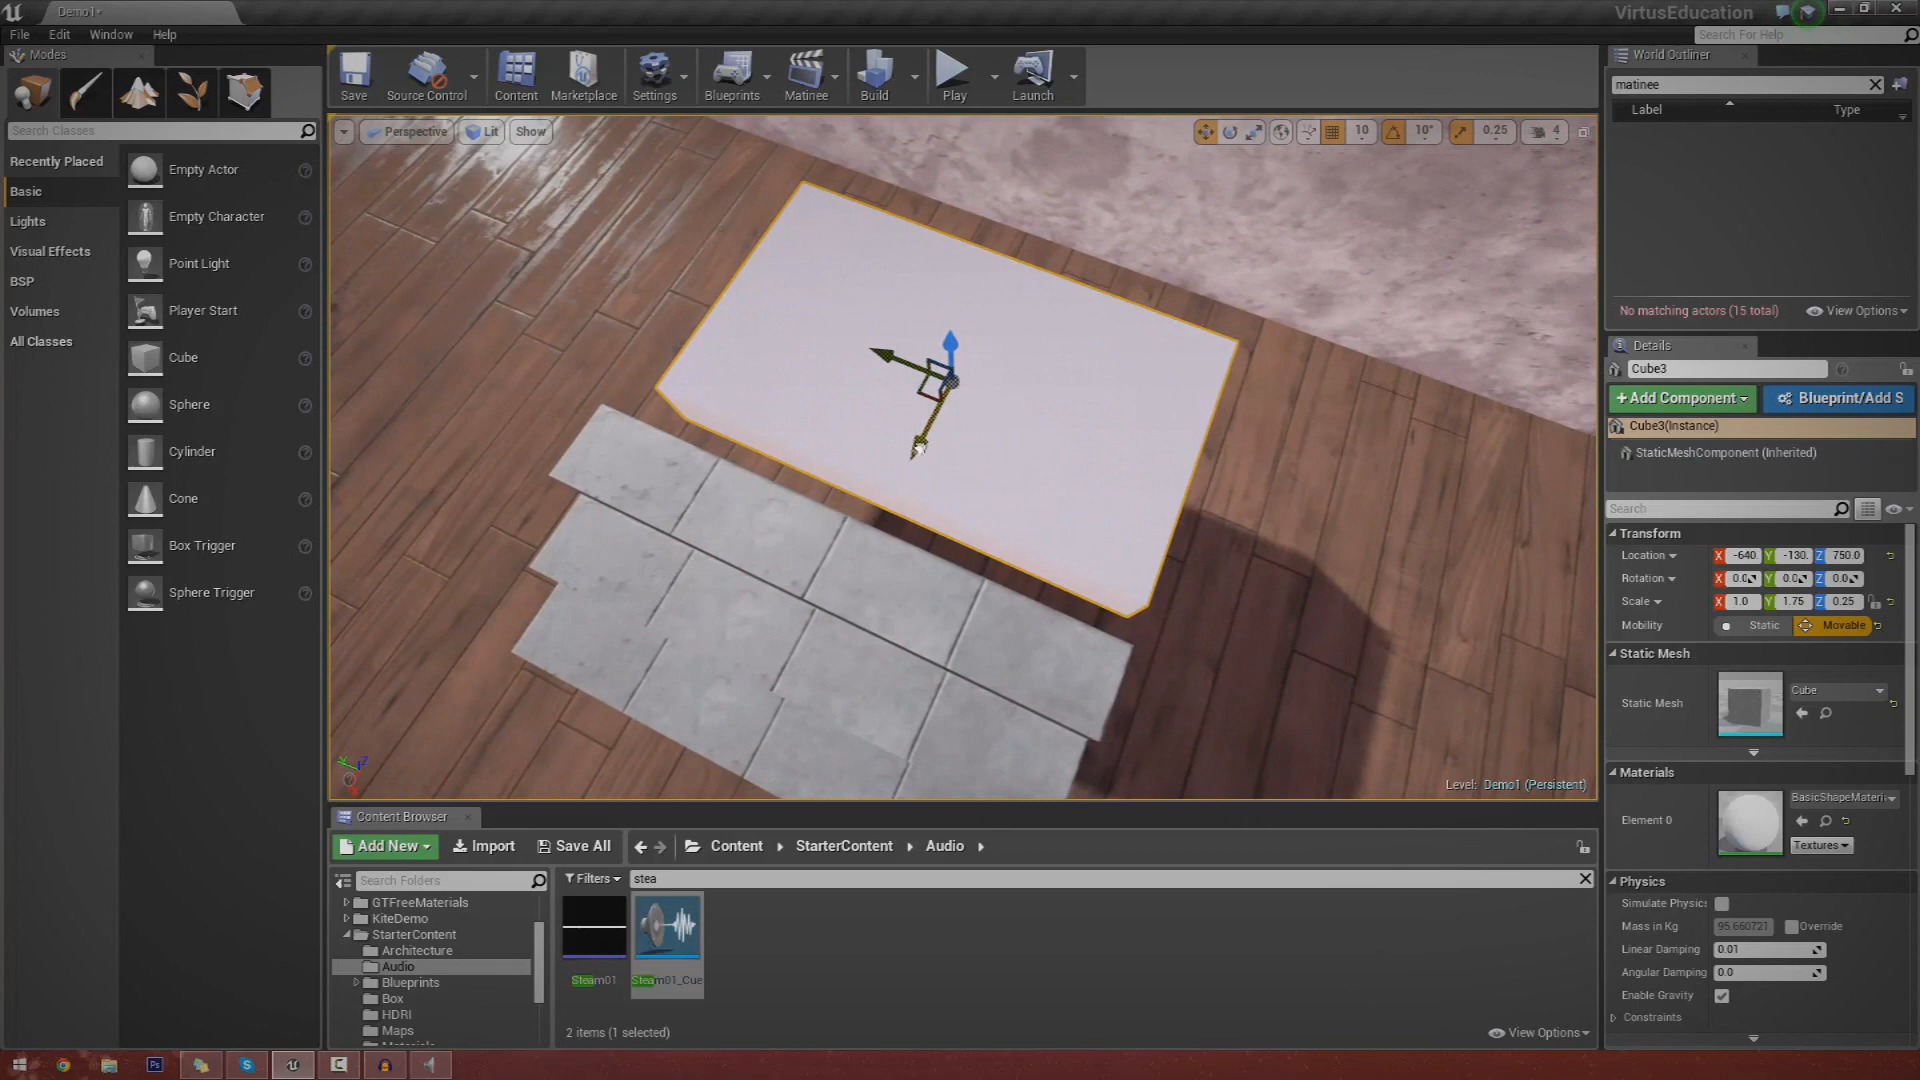 Demo1*
VirtusEducation
File Edit Window Help
Search For Help
Modes
Search Classes
Recently Placed
Basic
Lights
Visual Effects
BSP
Volumes
All Classes
Empty Actor
Empty Character
Point Light
Player Start
Cube
Sphere
Cylinder
Cone
Box Trigger
Sphere Trigger
Save
Source Control
Content
Marketplace
Settings
Blueprints
Matinee
Build
Play
Launch
Perspective
Lit
Show
10
10°
0.25
4
Level: Demo1 (Persistent)
World Outliner
matinee
Label Type
No matching actors (15 total) View Options
Details
Cube3
+Add Component Blueprint/Add S
Cube3(Instance)
StaticMeshComponent (Inherited)
Search
Transform
Location X -640. Y -130. Z 750.0
Rotation X 0.0 Y 0.0 Z 0.0
Scale X 1.0 Y 1.75 Z 0.25
Mobility Static Movable
Static Mesh
Static Mesh Cube
Materials
Element 0 BasicShapeMateri
Textures
Physics
Simulate Physics
Mass in Kg 95.660721 Override
Linear Damping 0.01
Angular Damping 0.0
Enable Gravity
Constraints
Content Browser
Add New Import Save All Content StarterContent Audio
Search Folders
Filters stea
GTFreeMaterials
KiteDemo
StarterContent
Architecture
Audio
Blueprints
Box
HDRI
Maps
Materials
Steam01 Steam01_Cue
2 items (1 selected) View Options